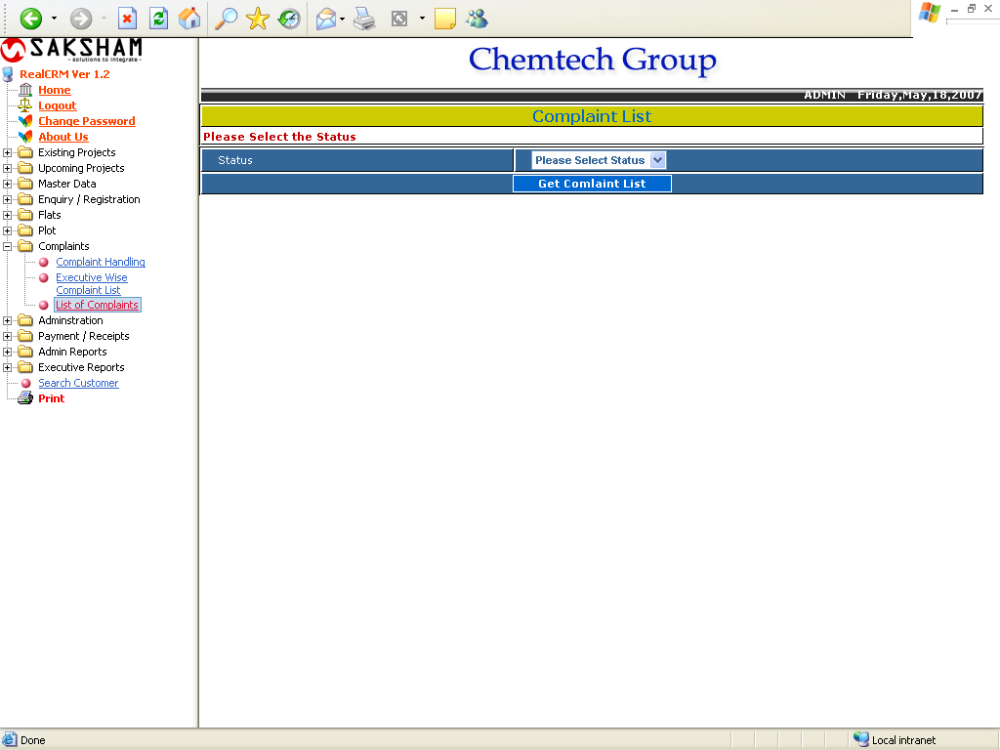 SAKSHAM
- solutions to integrate -
RealCRM Ver 1.2
Home
Logout
Change Password
About Us
Existing Projects
Upcoming Projects
Master Data
Enquiry / Registration
Flats
Plot
Complaints
Complaint Handling
Executive Wise
Complaint List
List of Complaints
Adminstration
Payment / Receipts
Admin Reports
Executive Reports
Search Customer
Print
Chemtech Group
ADMIN Friday,May,18,2007
Complaint List
Please Select the Status
Status
Please Select Status
Get Comlaint List
Done
Local intranet